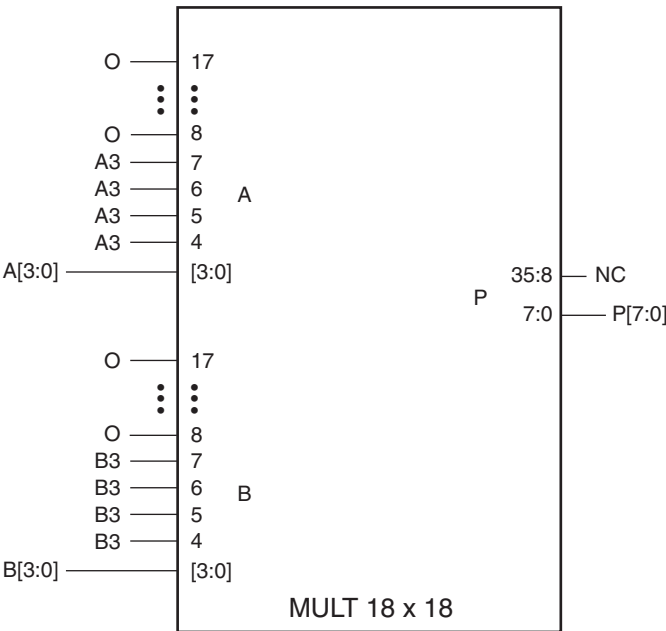 O 17
O 8
A3 7
A3 6
A3 5
A3 4
A[3:0] [3:0]
A
35:8 NC
P
7:0 P[7:0]
O 17
O 8
B3 7
B3 6
B3 5
B3 4
B[3:0] [3:0]
B
MULT 18 x 18